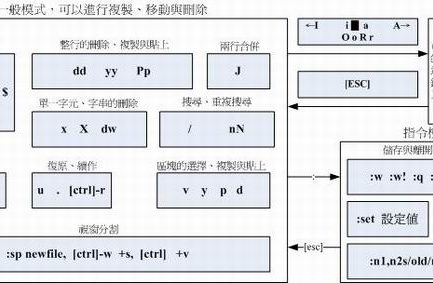 一般模式，可以進行複製、移動與刪除
←I i a A→
O o R r
整行的刪除、複製與貼上
兩行合併
dd yy Pp
J
$
[ESC]
單一字元、字串的刪除
搜尋、重複搜尋
x X dw
/ nN
指令模
儲存與離開
復原、續作
區塊的選擇、複製與貼上
u . [ctrl]-r
v y p d
:
:w :w! :q :
:set 設定値
視窗分割
:sp newfile, [ctrl]-w +s, [ctrl] +v
[esc]
:n1,n2s/old/n